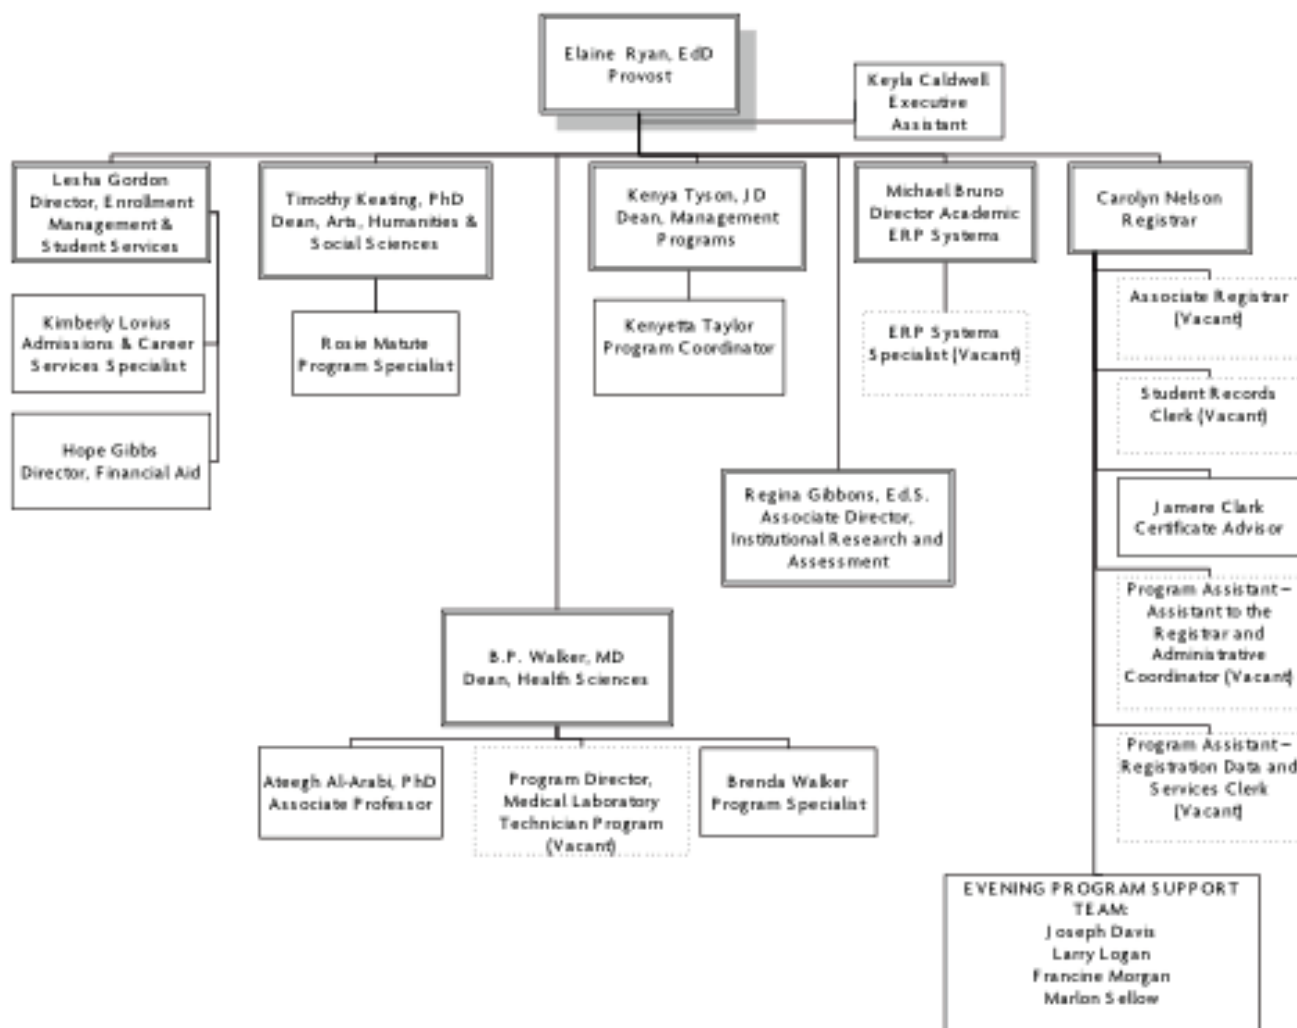 Elaine Ryan, EdD
Provost
Keyla Caldwell
Executive
Assistant
Lesha Gordon
Director, Enrollment
Management &
Student Services
Timothy Keating, PhD
Dean, Arts, Humanities &
Social Sciences
Kenya Tyson, JD
Dean, Management
Programs
Michael Bruno
Director Academic
ERP Systems
Carolyn Nelson
Registrar
Kimberly Lovius
Admissions & Career
Services Specialist
Rosie Matute
Program Specialist
Kenyetta Taylor
Program Coordinator
ERP Systems
Specialist (Vacant)
Associate Registrar
(Vacant)
Student Records
Clerk (Vacant)
Hope Gibbs
Director, Financial Aid
Regina Gibbons, Ed.S.
Associate Director,
Institutional Research and
Assessment
Jamere Clark
Certificate Advisor
Program Assistant –
Assistant to the
Registrar and
Administrative
Coordinator (Vacant)
B.P. Walker, MD
Dean, Health Sciences
Program Assistant –
Registration Data and
Services Clerk
(Vacant)
Ateegh Al-Arabi, PhD
Associate Professor
Program Director,
Medical Laboratory
Technician Program
(Vacant)
Brenda Walker
Program Specialist
EVENING PROGRAM SUPPORT
TEAM:
Joseph Davis
Larry Logan
Francine Morgan
Marlon Sellow